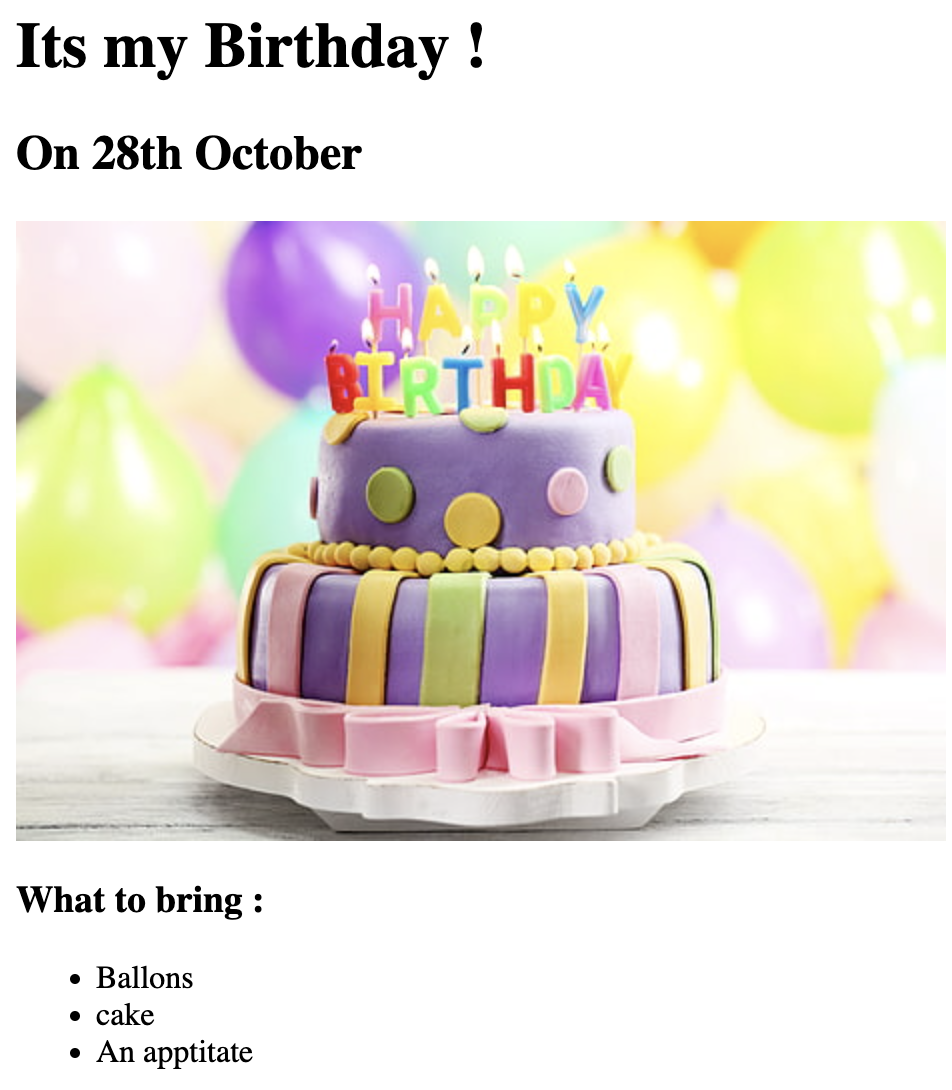 Its my Birthday !
On 28th October
HAPPY
BIRTHDAY
What to bring :
Ballons
cake
An apptitate